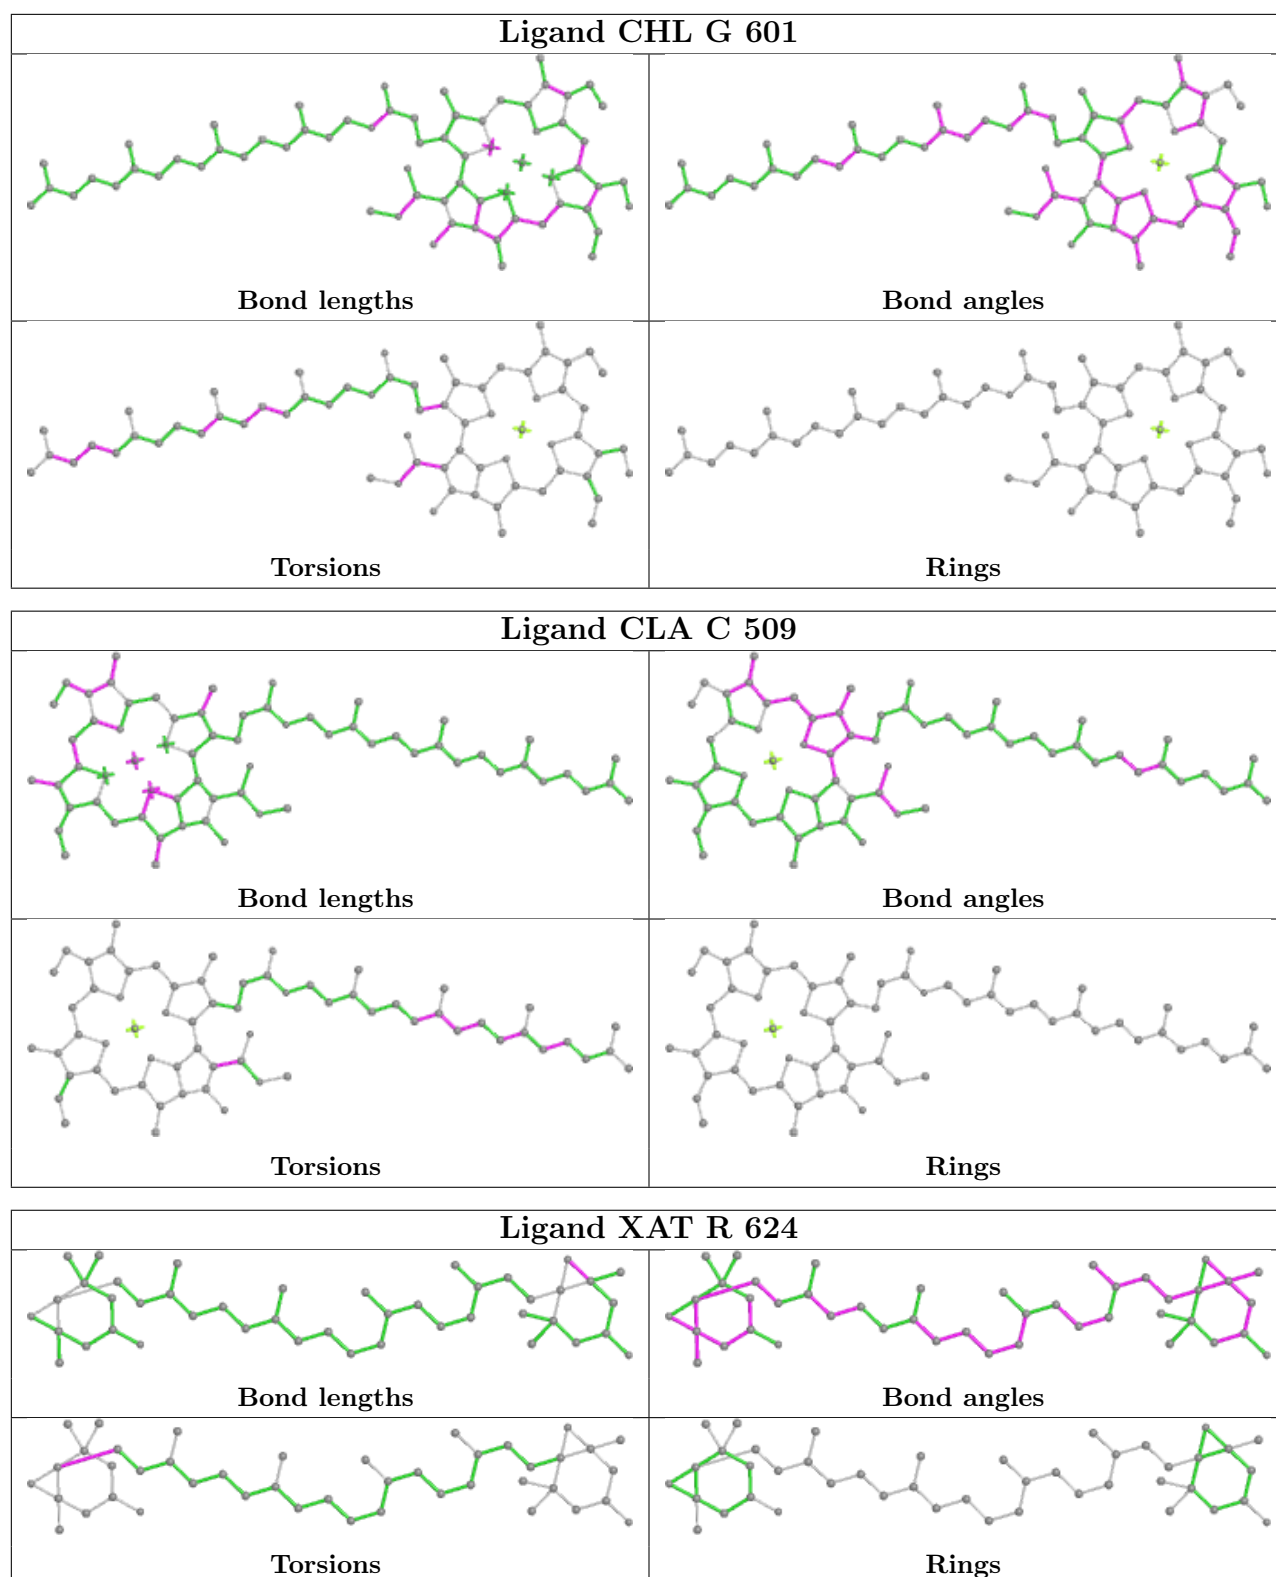 Ligand CHL G 601
Bond lengths
Bond angles
Torsions
Rings
Ligand CLA C 509
Bond lengths
Bond angles
Torsions
Rings
Ligand XAT R 624
Bond lengths
Bond angles
Torsions
Rings